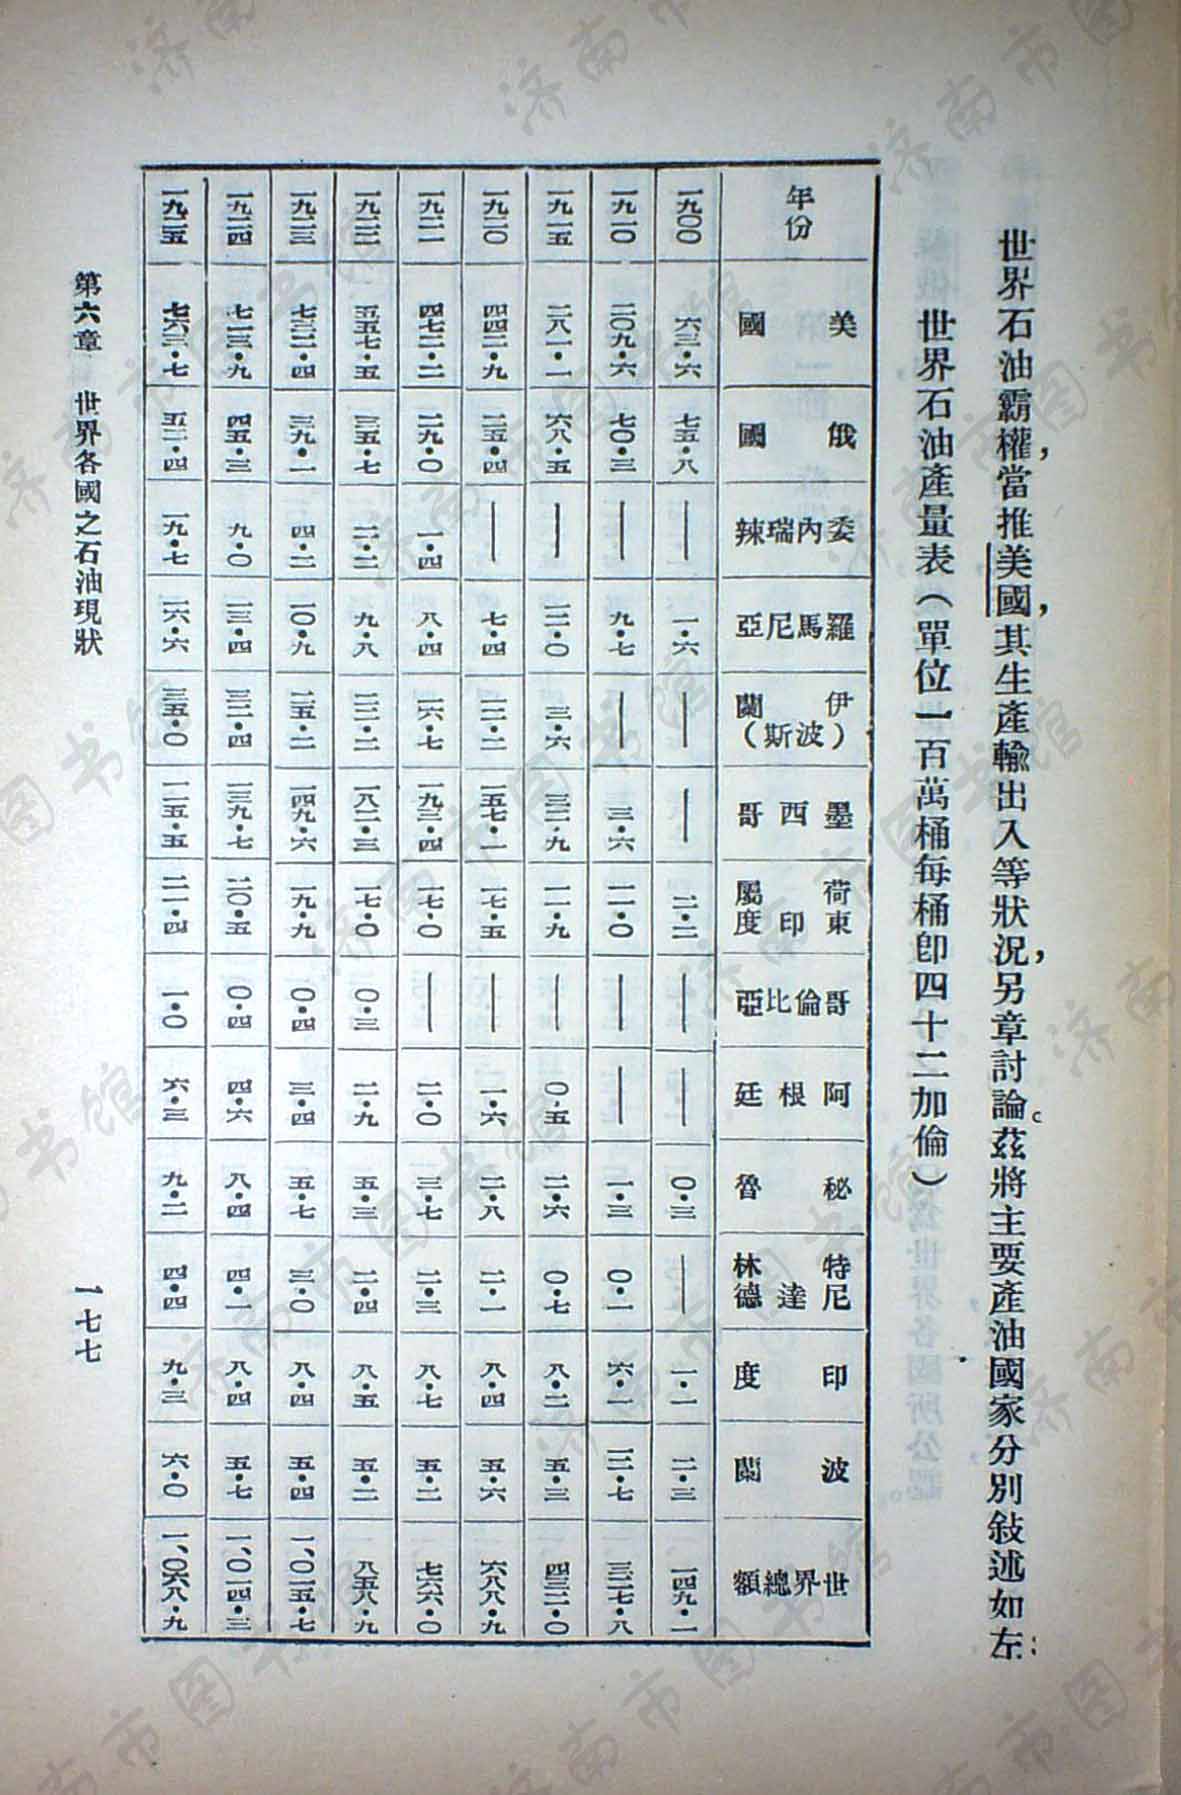 世界石油霸權，當推美國，其生產輸出入等狀況，另章討論。茲將主要產油國家分別敍述如左：
世界石油產量表（單位一百萬桶每桶卽四十二加倫）
年份 美國 俄國 委內瑞辣 羅馬尼亞 伊蘭（波斯） 墨西哥 荷屬東印度 哥倫比亞 阿根廷 秘魯 特林尼達德 印度 波蘭 世界總額
一九〇〇 六三·六 七五·八 — 一·六 — — 二·二 — — 〇·三 — 一·一 二·三 一四九·一
一九一〇 二〇九·六 七〇·三 — 九·七 — 三·六 一一·〇 — — 一·三 〇·一 六·一 一二·七 三二七·八
一九一五 二八一·一 六八·五 — 一二·〇 三·六 三二·九 一一·九 — 〇·五 二·六 〇·七 八·二 五·三 四三二·〇
一九二〇 四四二·九 二五·四 — 七·四 一二·二 一五七·一 一七·五 — 一·六 二·八 二·一 八·四 五·六 六八八·九
一九二一 四七二·二 二九·〇 一·四 八·四 一六·七 一九三·四 一七·〇 — 二·〇 三·七 二·三 八·七 五·二 七六六·〇
一九二二 五五七·五 三五·七 二·二 九·八 二二·二 一八二·三 一七·〇 〇·三 二·九 五·三 二·四 八·五 五·二 八五八·九
一九二三 七三二·四 三九·一 四·二 一〇·九 二五·二 一四九·六 一九·九 〇·四 三·四 五·七 三·〇 八·四 五·四 一、〇一五·七
一九二四 七一三·九 四五·三 九·〇 一三·四 三二·四 一三九·七 二〇·五 〇·四 四·六 八·四 四·一 八·四 五·七 一、〇一四·三
一九二五 七六三·七 五二·四 一九·七 一六·六 三五·〇 一一五·五 二一·四 一·〇 六·三 九·二 四·四 九·三 六·〇 一、〇六八·九
第六章 世界各國之石油現狀
一七七
济南市图书馆